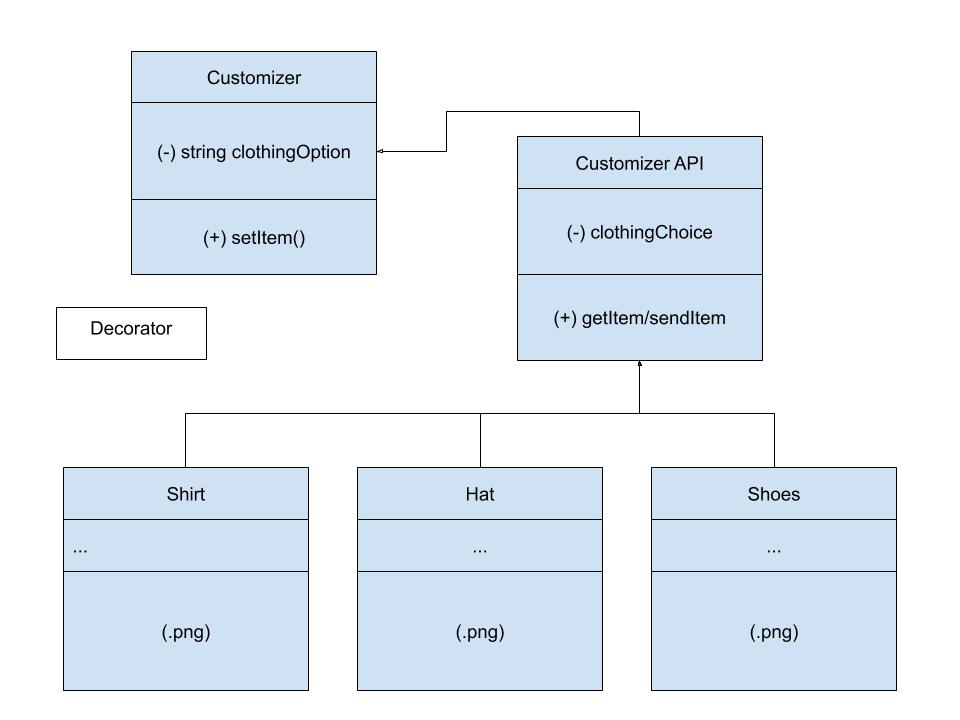 Customizer
(-) string clothingOption
(+) setItem()
Customizer API
(-) clothingChoice
(+) getItem/sendItem
Decorator
Shirt
...
(.png)
Hat
...
(.png)
Shoes
...
(.png)